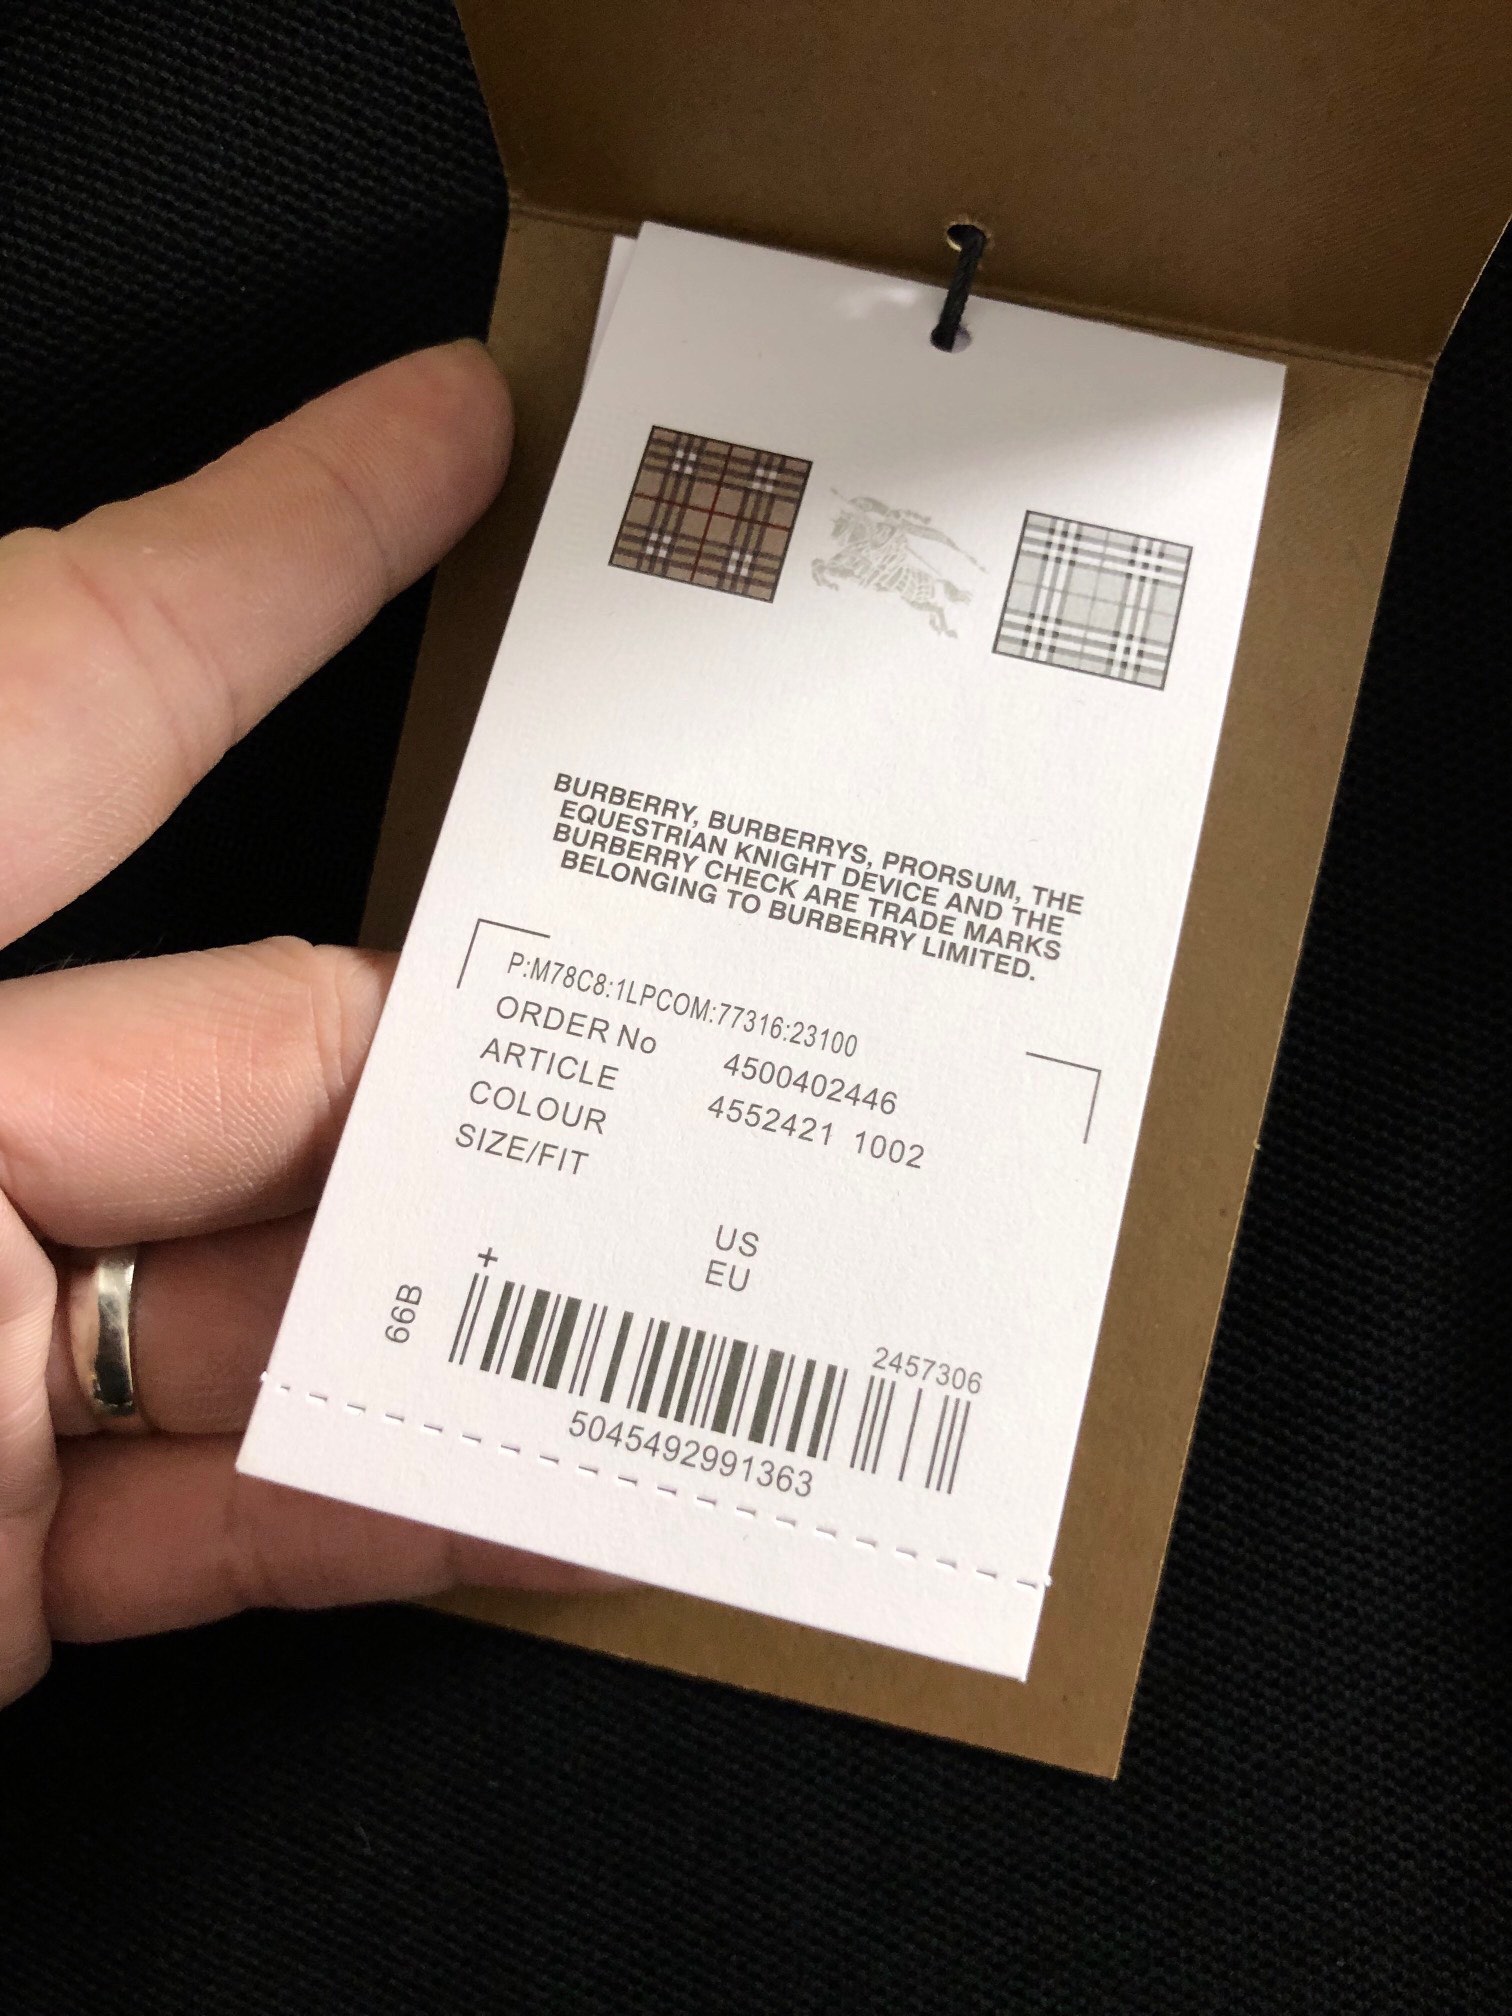 BURBERRY, BURBERRYS, PRORSUM, THE
EQUESTRIAN KNIGHT DEVICE AND THE
BURBERRY CHECK ARE TRADE MARKS
BELONGING TO BURBERRY LIMITED.
P:M78C8:1LPCOM:77316:23100
ORDER No 4500402446
ARTICLE 4552421 1002
COLOUR
SIZE/FIT
US
EU
+
66B
2457306
5045492991363